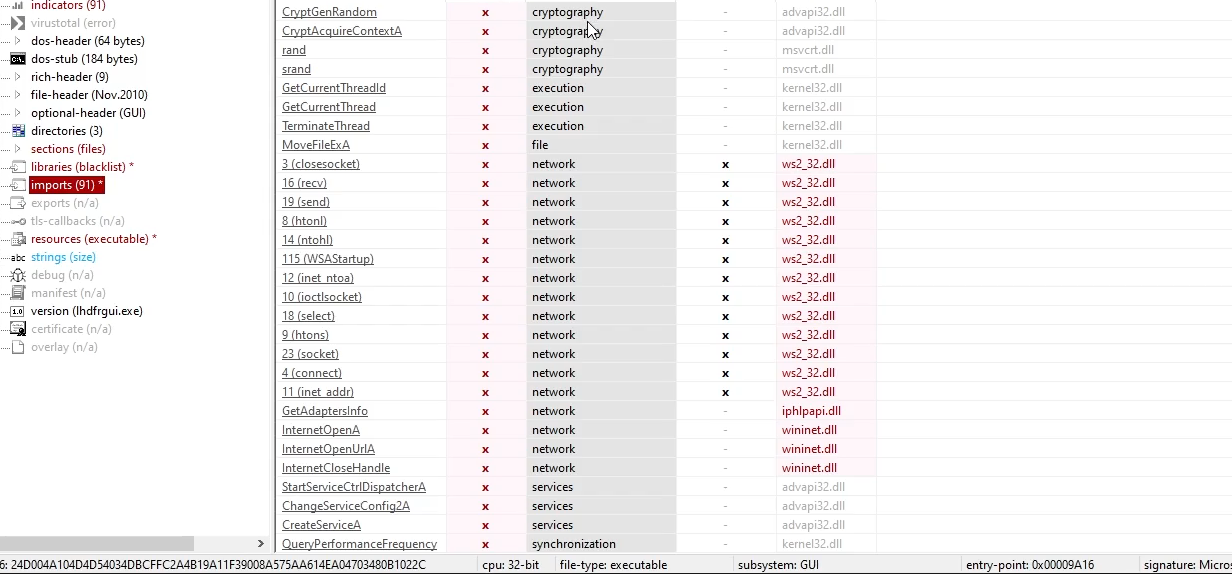 indicators (91)
virustotal (error)
dos-header (64 bytes)
dos-stub (184 bytes)
rich-header (9)
file-header (Nov.2010)
optional-header (GUI)
directories (3)
sections (files)
libraries (blacklist) *
imports (91) *
exports (n/a)
tls-callbacks (n/a)
resources (executable) *
abc strings (size)
debug (n/a)
manifest (n/a)
1.0 version (lhdfrgui.exe)
certificate (n/a)
overlay (n/a)
CryptGenRandom x cryptography - advapi32.dll
CryptAcquireContextA x cryptography - advapi32.dll
rand x cryptography - msvcrt.dll
srand x cryptography - msvcrt.dll
GetCurrentThreadId x execution - kernel32.dll
GetCurrentThread x execution - kernel32.dll
TerminateThread x execution - kernel32.dll
MoveFileExA x file - kernel32.dll
3 (closesocket) x network x ws2_32.dll
16 (recv) x network x ws2_32.dll
19 (send) x network x ws2_32.dll
8 (htonl) x network x ws2_32.dll
14 (ntohl) x network x ws2_32.dll
115 (WSAStartup) x network x ws2_32.dll
12 (inet_ntoa) x network x ws2_32.dll
10 (ioctlsocket) x network x ws2_32.dll
18 (select) x network x ws2_32.dll
9 (htons) x network x ws2_32.dll
23 (socket) x network x ws2_32.dll
4 (connect) x network x ws2_32.dll
11 (inet_addr) x network x ws2_32.dll
GetAdaptersInfo x network - iphlpapi.dll
InternetOpenA x network - wininet.dll
InternetOpenUrlA x network - wininet.dll
InternetCloseHandle x network - wininet.dll
StartServiceCtrlDispatcherA x services - advapi32.dll
ChangeServiceConfig2A x services - advapi32.dll
CreateServiceA x services - advapi32.dll
QueryPerformanceFrequency x synchronization - kernel32.dll
6: 24D004A104D4D54034DBCFFC2A4B19A11F39008A575AA614EA04703480B1022C cpu: 32-bit file-type: executable subsystem: GUI entry-point: 0x00009A16 signature: Micros